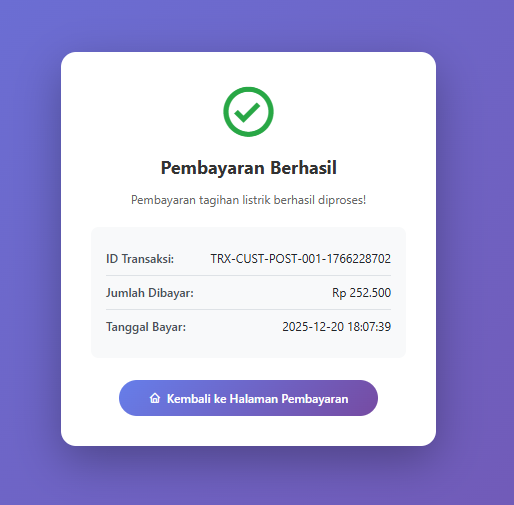 Pembayaran Berhasil
Pembayaran tagihan listrik berhasil diproses!
ID Transaksi: TRX-CUST-POST-001-1766228702
Jumlah Dibayar: Rp 252.500
Tanggal Bayar: 2025-12-20 18:07:39
Kembali ke Halaman Pembayaran